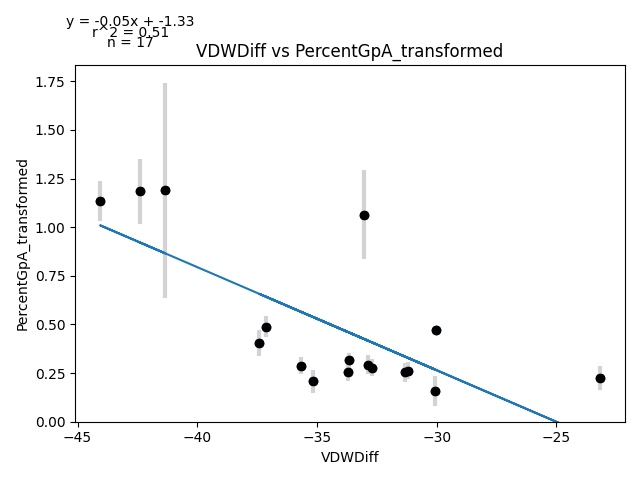 y = -0.05x + -1.33
r^2 = 0.51
n = 17
VDWDiff vs PercentGpA_transformed
1.75
1.50
1.25
1.00
0.75
0.50
0.25
0.00
PercentGpA_transformed
−45
−40
−35
−30
−25
VDWDiff